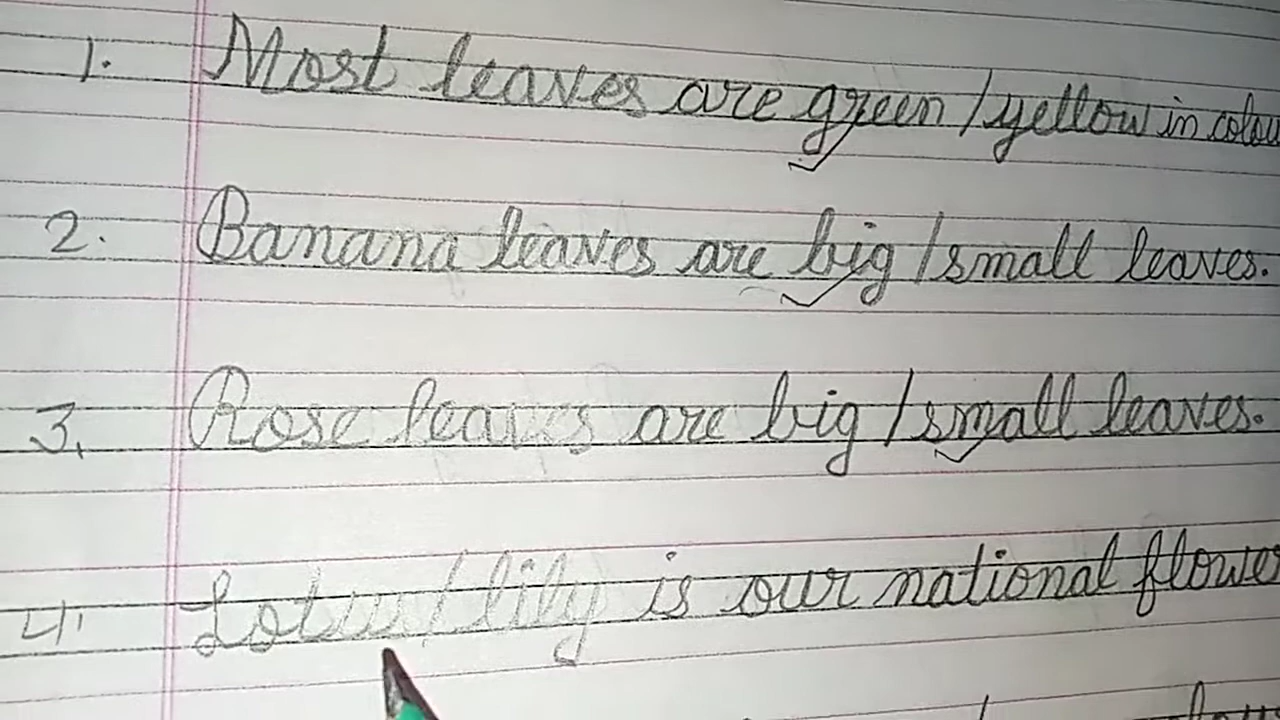 1. Most leaves are green / yellow in colou
2. Banana leaves are big / small leaves.
3. Rose leaves are big / small leaves.
4. Lotus / lily is our national flower